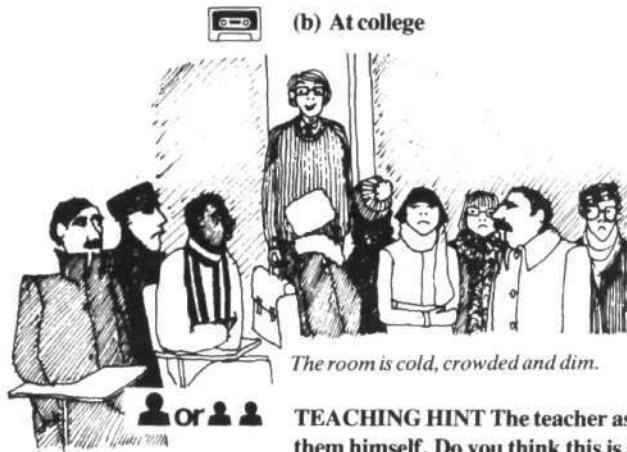 (b) At college
The room is cold, crowded and dim.
or
TEACHING HINT The teacher as
them himself. Do you think this is